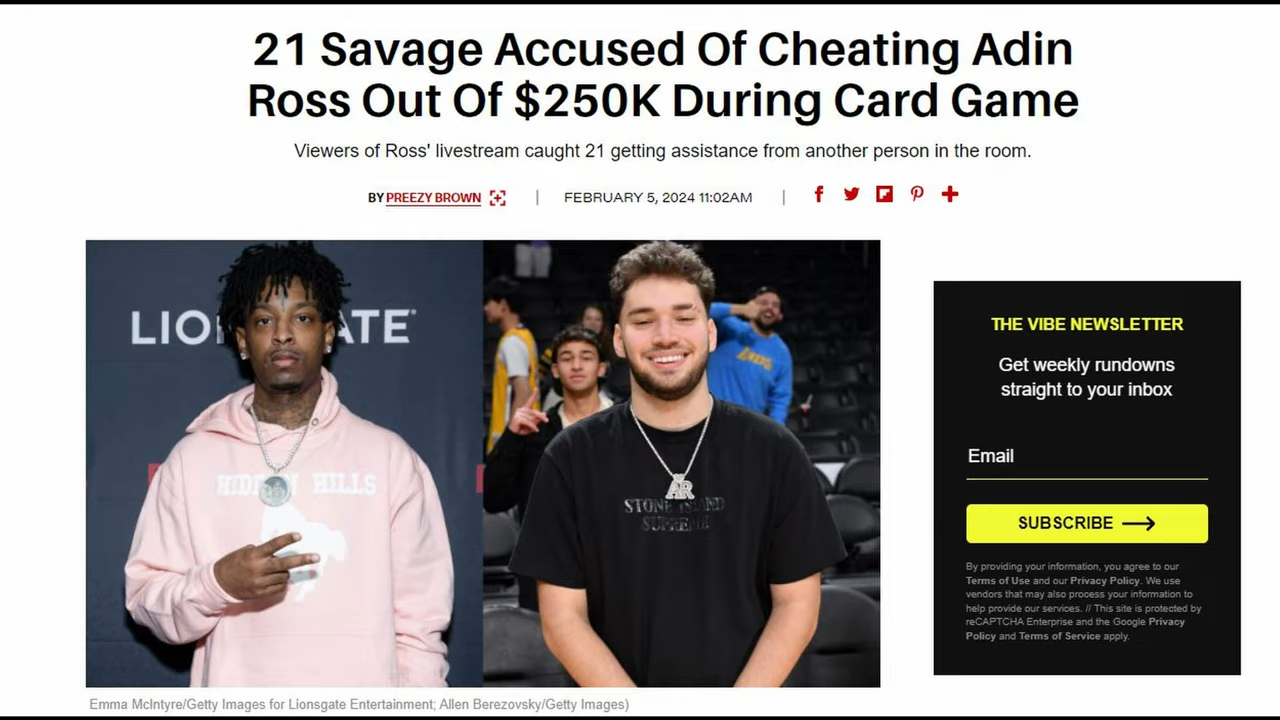 21 Savage Accused Of Cheating Adin
Ross Out Of $250K During Card Game
Viewers of Ross' livestream caught 21 getting assistance from another person in the room.
BY PREEZY BROWN | FEBRUARY 5, 2024 11:02AM |
LIO ATE
HIDDEN HILLS
AR
STONE ISLAND
SUPREME
THE VIBE NEWSLETTER
Get weekly rundowns
straight to your inbox
Email
SUBSCRIBE
By providing your information, you agree to our
Terms of Use and our Privacy Policy. We use
vendors that may also process your information to
help provide our services. // This site is protected by
reCAPTCHA Enterprise and the Google Privacy
Policy and Terms of Service apply.
Emma McIntyre/Getty Images for Lionsgate Entertainment; Allen Berezovsky/Getty Images)